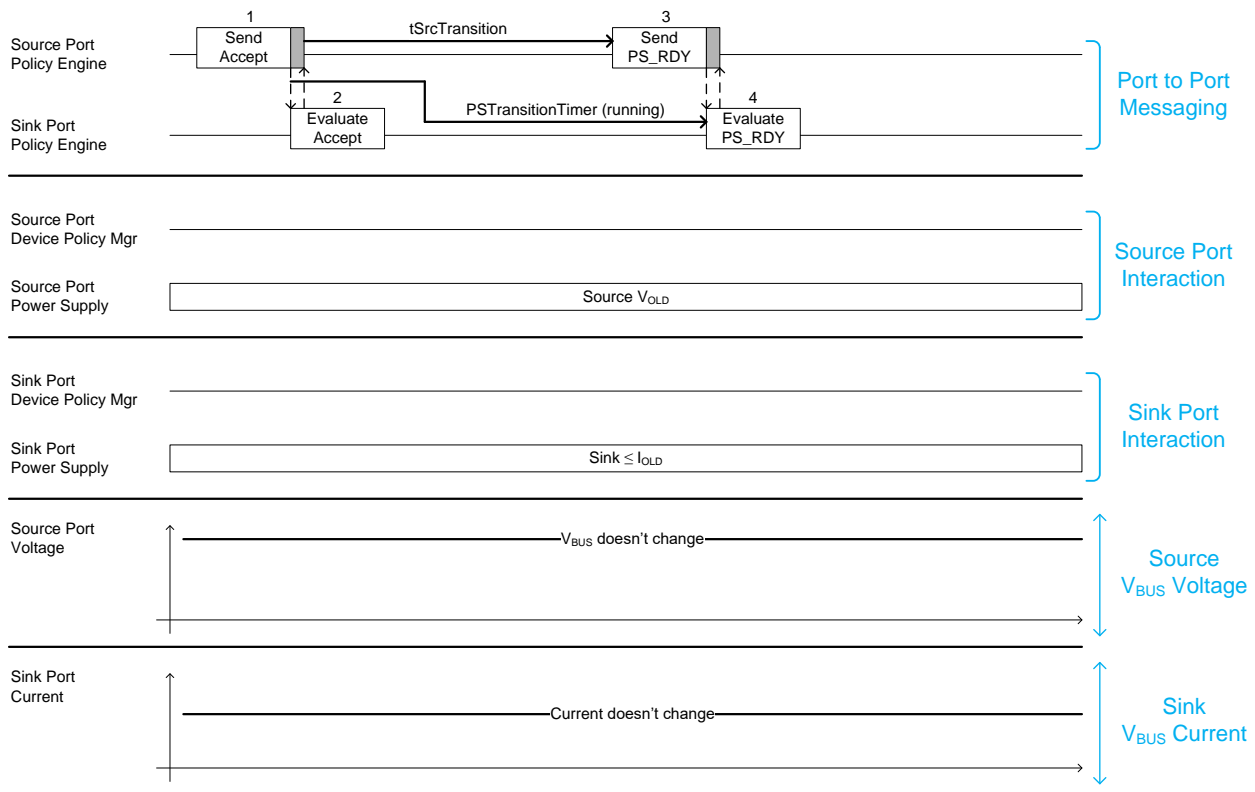 1
Send
Accept
tSrcTransition
3
Send
PS_RDY
Source Port
Policy Engine
2
Evaluate
Accept
PSTransitionTimer (running)
4
Evaluate
PS_RDY
Sink Port
Policy Engine
Port to Port
Messaging
Source Port
Device Policy Mgr
Source Port
Power Supply
Source VOLD
Source Port
Interaction
Sink Port
Device Policy Mgr
Sink Port
Power Supply
Sink ≤ IOLD
Sink Port
Interaction
Source Port
Voltage
VBUS doesn't change
Source
VBUS Voltage
Sink Port
Current
Current doesn't change
Sink
VBUS Current